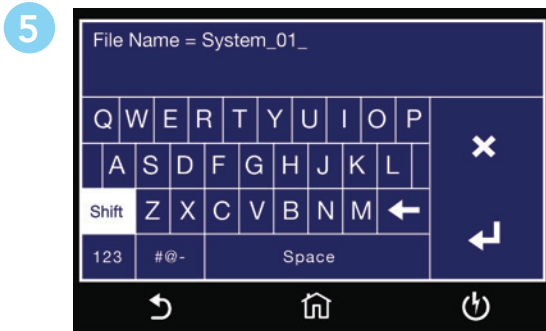 5
File Name = System_01_
Q W E R T Y U I O P
A S D F G H J K L
Shift Z X C V B N M
123 #@- Space